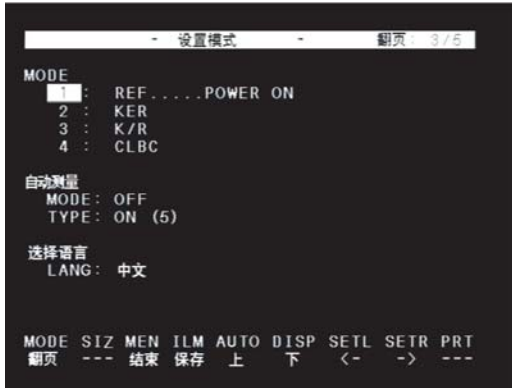 - 设置模式 - 翻页: 3/5
MODE
1 : REF.....POWER ON
2 : KER
3 : K/R
4 : CLBC
自动测量
MODE: OFF
TYPE: ON (5)
选择语言
LANG: 中文
MODE SIZ MEN ILM AUTO DISP SETL SETR PRT
翻页 --- 结束 保存 上 下 <- -> ---